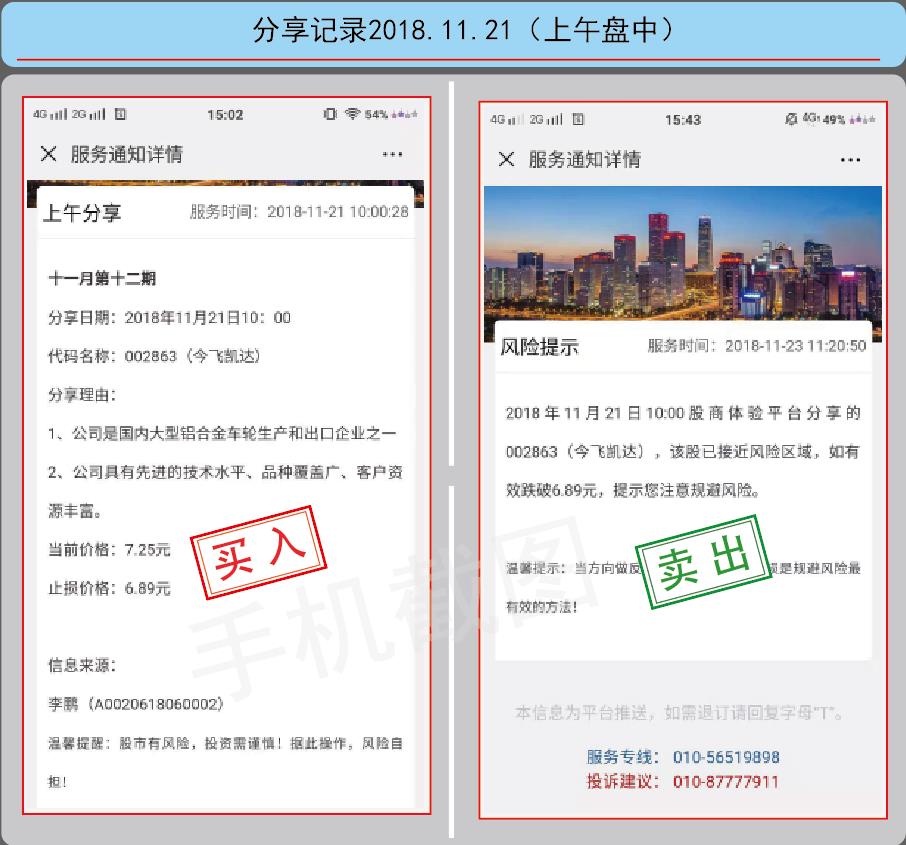 分享记录2018.11.21（上午盘中）
4G 2G 15:02 54%
服务通知详情
上午分享 服务时间：2018-11-21 10:00:28
十一月第十二期
分享日期：2018年11月21日10：00
代码名称：002863（今飞凯达）
分享理由：
1、公司是国内大型铝合金车轮生产和出口企业之一
2、公司具有先进的技术水平、品种覆盖广、客户资
源丰富。
当前价格：7.25元
止损价格：6.89元
买入
信息来源：
李鹏（A0020618060002）
温馨提醒：股市有风险，投资需谨慎！据此操作，风险自
担！
4G 2G 15:43 4G 49%
服务通知详情
风险提示 服务时间：2018-11-23 11:20:50
2018年11月21日10:00股商体验平台分享的
002863（今飞凯达），该股已接近风险区域，如有
效跌破6.89元，提示您注意规避风险。
卖出
温馨提示：当方向做反 是规避风险最
有效的方法！
本信息为平台推送，如需退订请回复字母"T"。
服务专线： 010-56519898
投诉建议： 010-87777911
手机截图